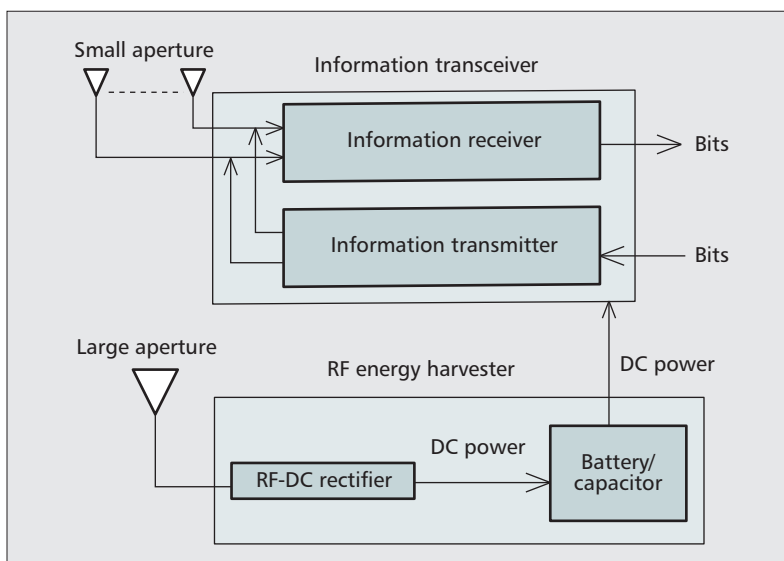 Small aperture
Information transceiver
Information receiver
Bits
Information transmitter
Bits
Large aperture
RF energy harvester
DC power
DC power
RF-DC rectifier
Battery/
capacitor